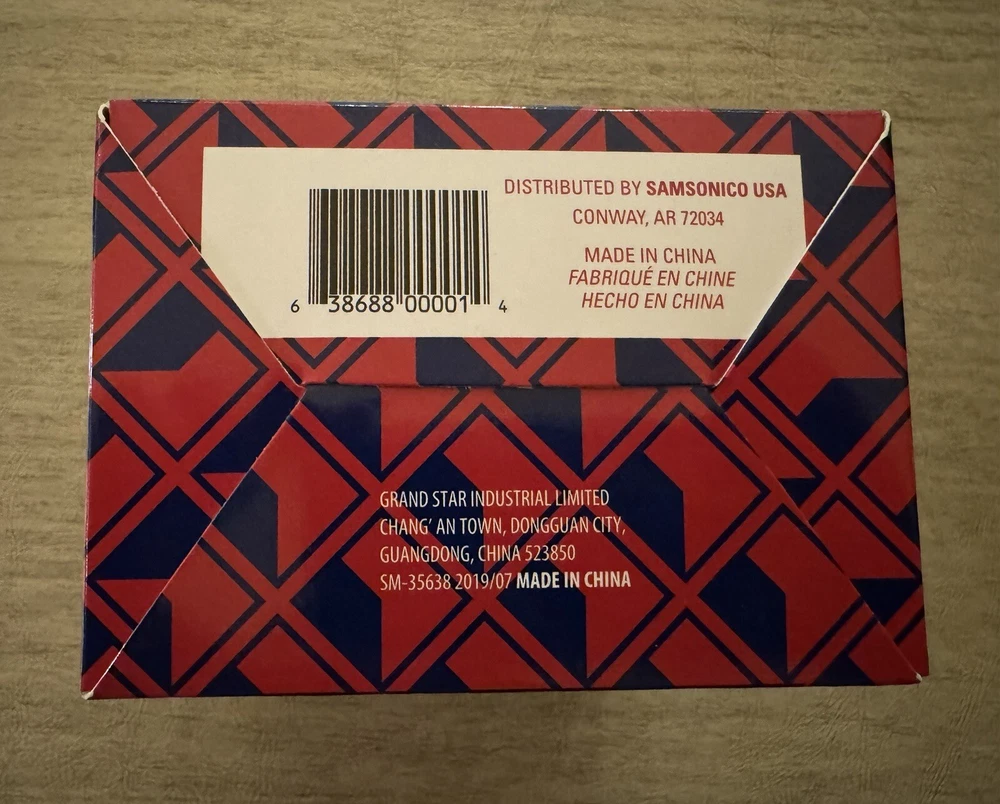 DISTRIBUTED BY SAMSONICO USA
CONWAY, AR 72034
MADE IN CHINA
FABRIQUÉ EN CHINE
HECHO EN CHINA
6 38688 00001 4
GRAND STAR INDUSTRIAL LIMITED
CHANG' AN TOWN, DONGGUAN CITY,
GUANGDONG, CHINA 523850
SM-35638 2019/07 MADE IN CHINA